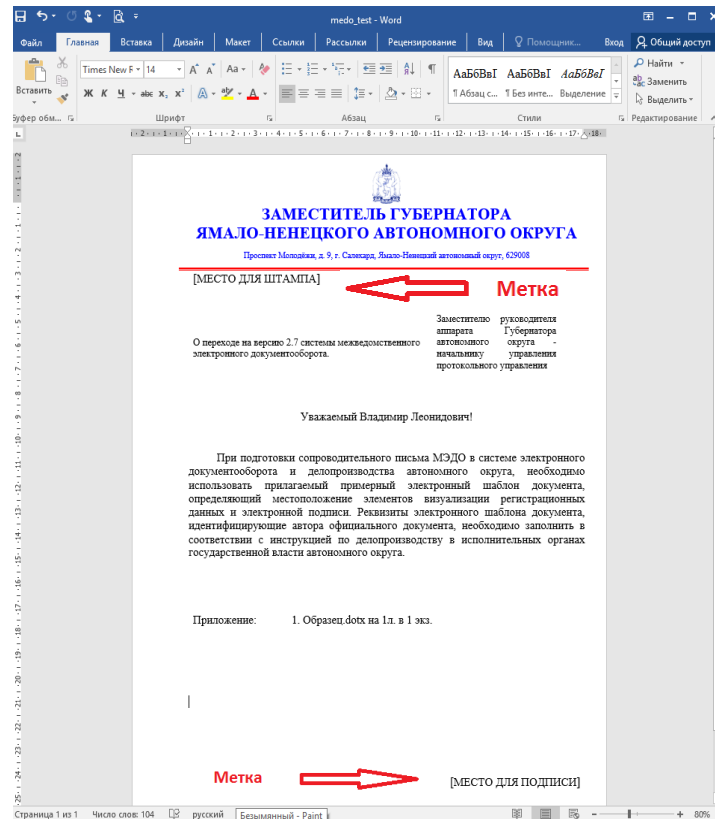 medo_test - Word
Файл Главная Вставка Дизайн Макет Ссылки Рассылки Рецензирование Вид Помощник... Вход Общий доступ
Times New F 14 Aa
Вставить
Ж К Ч abc x₂ x²
АаБбВвГ АаБбВвГ АаБбВвГ
¶ Абзац с... ¶ Без инте... Выделение
Найти
Заменить
Выделить
Буфер обм... Шрифт Абзац Стили Редактирование
ЗАМЕСТИТЕЛЬ ГУБЕРНАТОРА
ЯМАЛО-НЕНЕЦКОГО АВТОНОМНОГО ОКРУГА
Проспект Молодёжи, д. 9, г. Салехард, Ямало-Ненецкий автономный округ, 629008
[МЕСТО ДЛЯ ШТАМПА]
Метка
Заместителю руководителя
аппарата Губернатора
автономного округа -
начальнику управления
протокольного управления
О переходе на версию 2.7 системы межведомственного
электронного документооборота.
Уважаемый Владимир Леонидович!
При подготовки сопроводительного письма МЭДО в системе электронного
документооборота и делопроизводства автономного округа, необходимо
использовать прилагаемый примерный электронный шаблон документа,
определяющий местоположение элементов визуализации регистрационных
данных и электронной подписи. Реквизиты электронного шаблона документа,
идентифицирующие автора официального документа, необходимо заполнить в
соответствии с инструкцией по делопроизводству в исполнительных органах
государственной власти автономного округа.
Приложение: 1. Образец.dotx на 1л. в 1 экз.
Метка
[МЕСТО ДЛЯ ПОДПИСИ]
Страница 1 из 1 Число слов: 104 русский Безымянный - Paint 80%